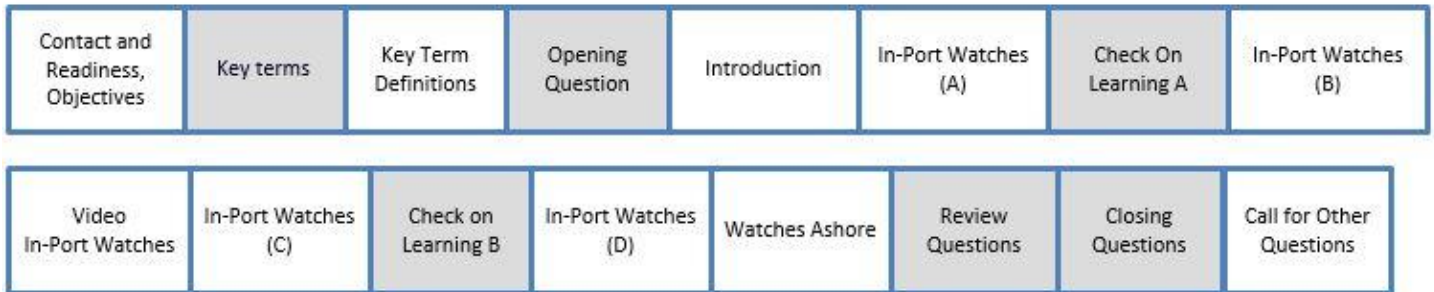 Contact and
Readiness,
Objectives
Key terms
Key Term
Definitions
Opening
Question
Introduction
In-Port Watches
(A)
Check On
Learning A
In-Port Watches
(B)
Video
In-Port Watches
In-Port Watches
(C)
Check on
Learning B
In-Port Watches
(D)
Watches Ashore
Review
Questions
Closing
Questions
Call for Other
Questions